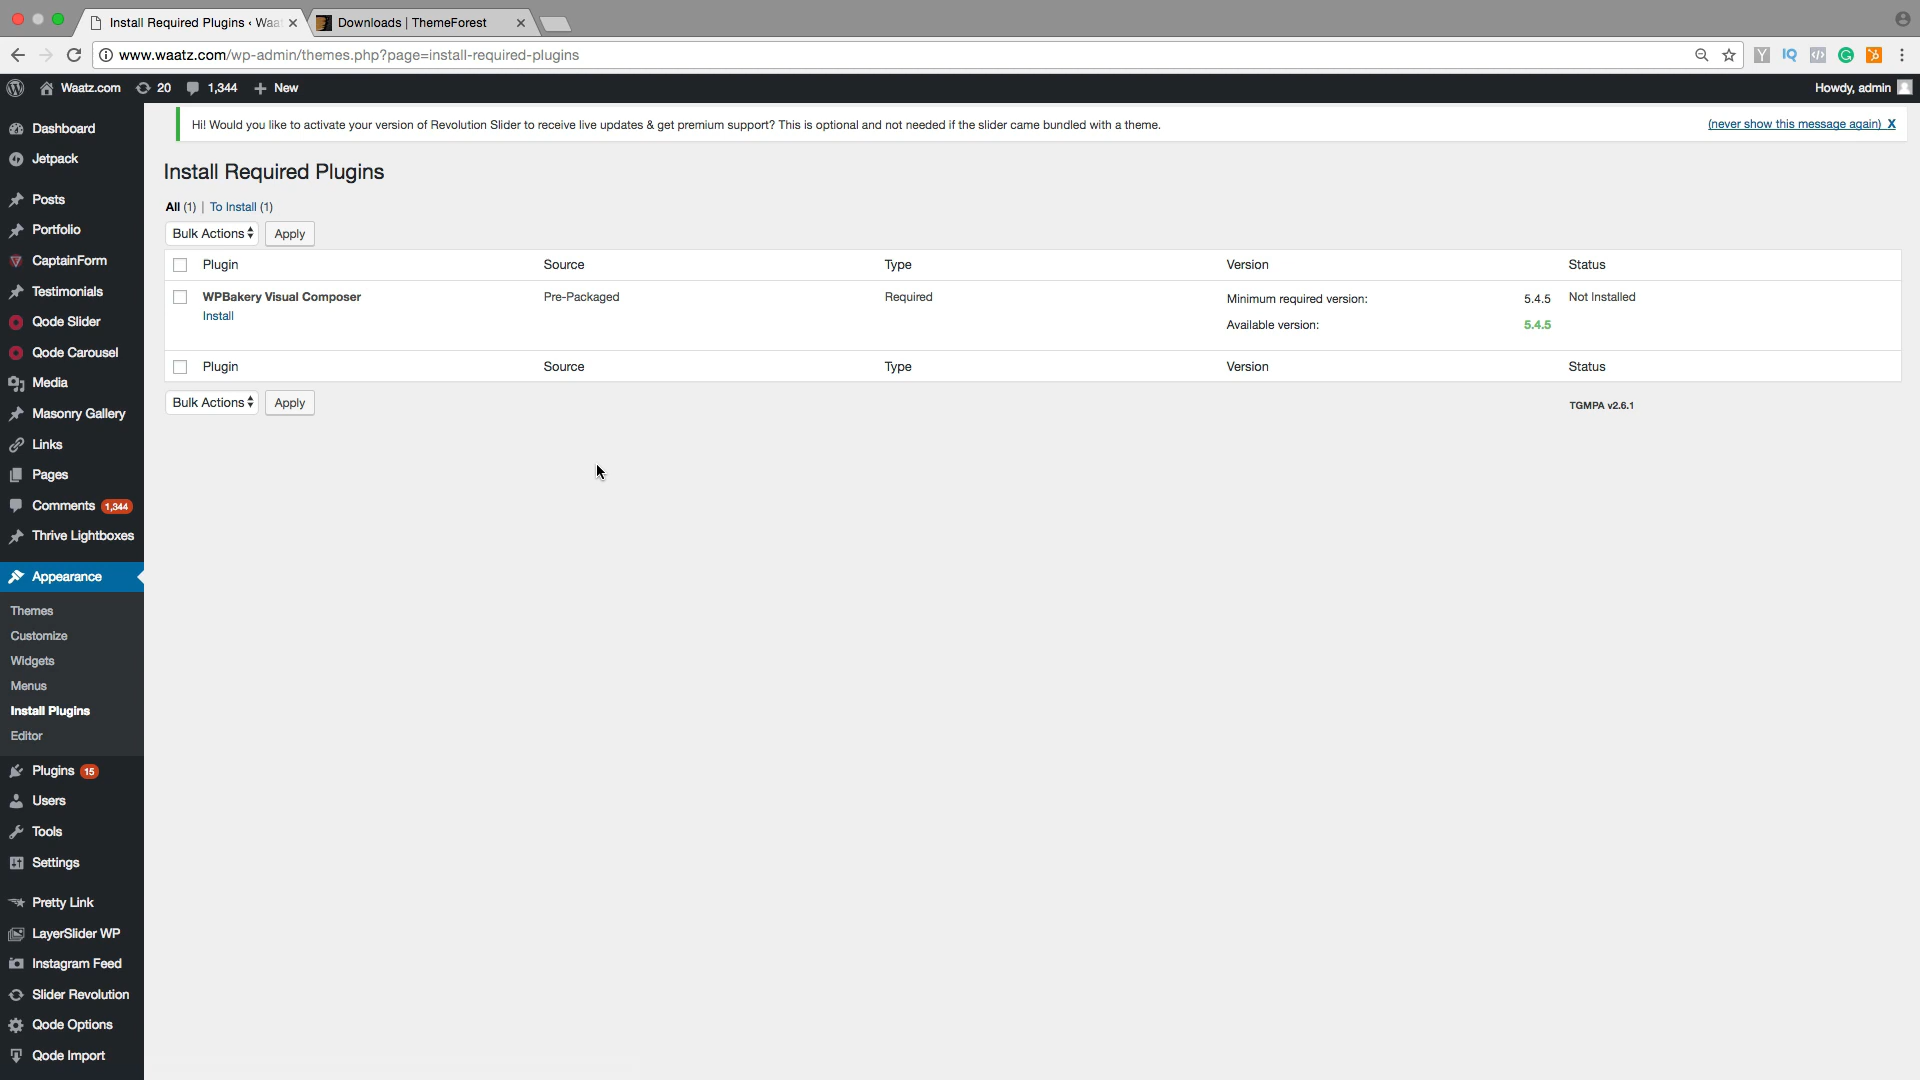 Install Required Plugins ‹ Waa
Downloads | ThemeForest
www.waatz.com/wp-admin/themes.php?page=install-required-plugins
Waatz.com
20
1,344
New
Howdy, admin
Hi! Would you like to activate your version of Revolution Slider to receive live updates & get premium support? This is optional and not needed if the slider came bundled with a theme.
(never show this message again) X
Dashboard
Jetpack
Posts
Portfolio
CaptainForm
Testimonials
Qode Slider
Qode Carousel
Media
Masonry Gallery
Links
Pages
Comments 1,344
Thrive Lightboxes
Appearance
Themes
Customize
Widgets
Menus
Install Plugins
Editor
Plugins 15
Users
Tools
Settings
Pretty Link
LayerSlider WP
Instagram Feed
Slider Revolution
Qode Options
Qode Import
Install Required Plugins
All (1) | To Install (1)
Bulk Actions Apply
Plugin Source Type Version Status
WPBakery Visual Composer Pre-Packaged Required Minimum required version: 5.4.5 Not Installed
Install Available version: 5.4.5
Plugin Source Type Version Status
Bulk Actions Apply
TGMPA v2.6.1